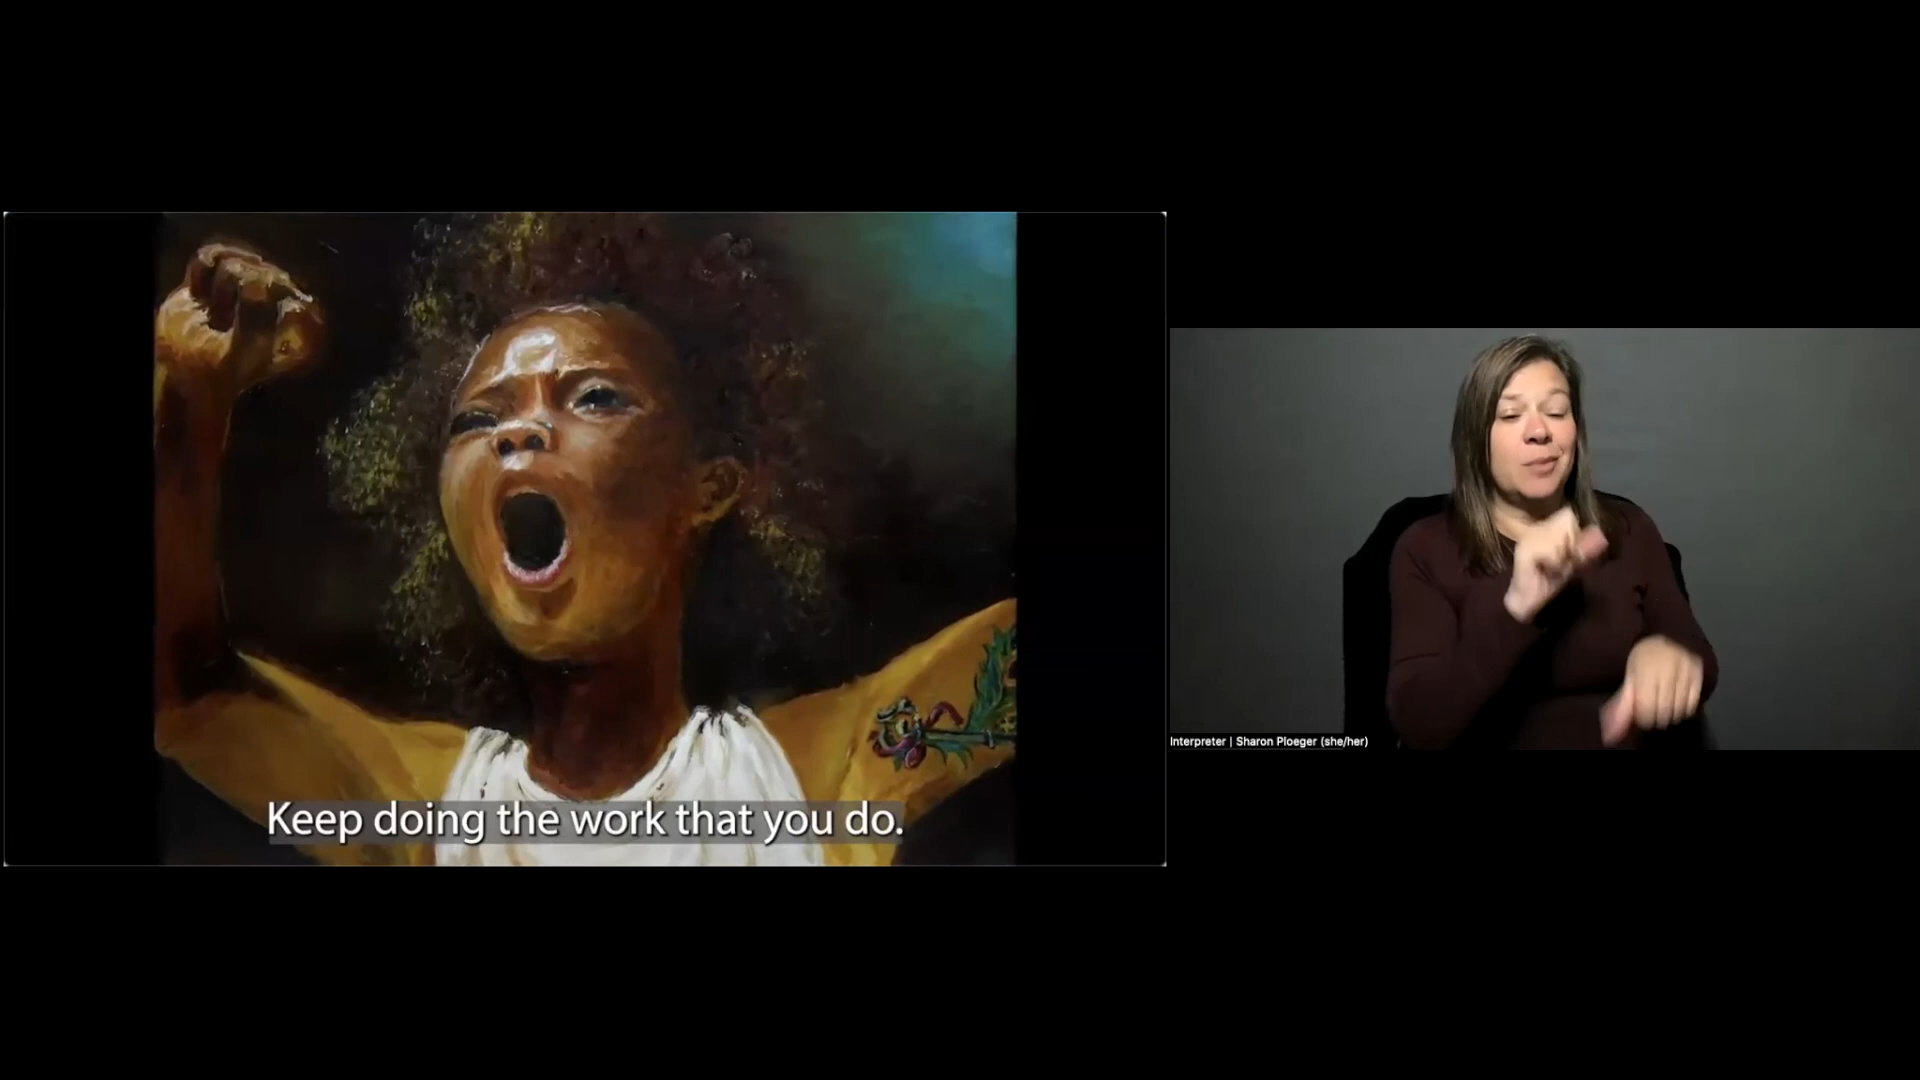 Keep doing the work that you do.
Interpreter | Sharon Ploeger (she/her)